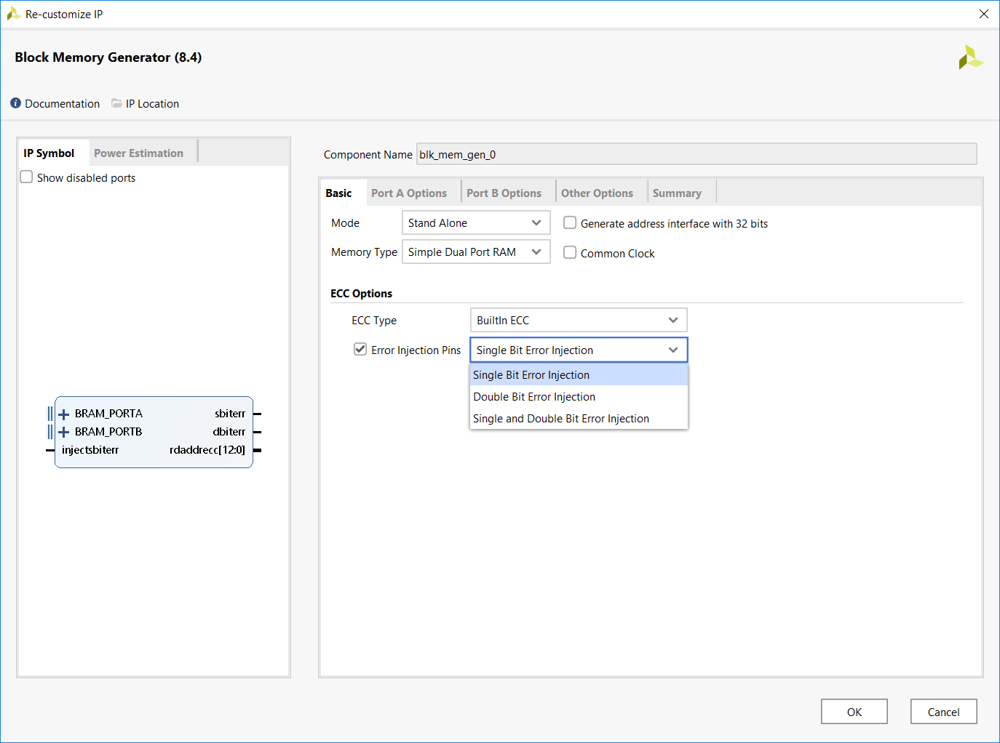 Re-customize IP
Block Memory Generator (8.4)
Documentation IP Location
IP Symbol Power Estimation
Show disabled ports
BRAM_PORTA sbiterr
BRAM_PORTB dbiterr
injectsbiterr rdaddrecc[12:0]
Component Name blk_mem_gen_0
Basic Port A Options Port B Options Other Options Summary
Mode Stand Alone Generate address interface with 32 bits
Memory Type Simple Dual Port RAM Common Clock
ECC Options
ECC Type BuiltIn ECC
Error Injection Pins Single Bit Error Injection
Single Bit Error Injection
Double Bit Error Injection
Single and Double Bit Error Injection
OK Cancel